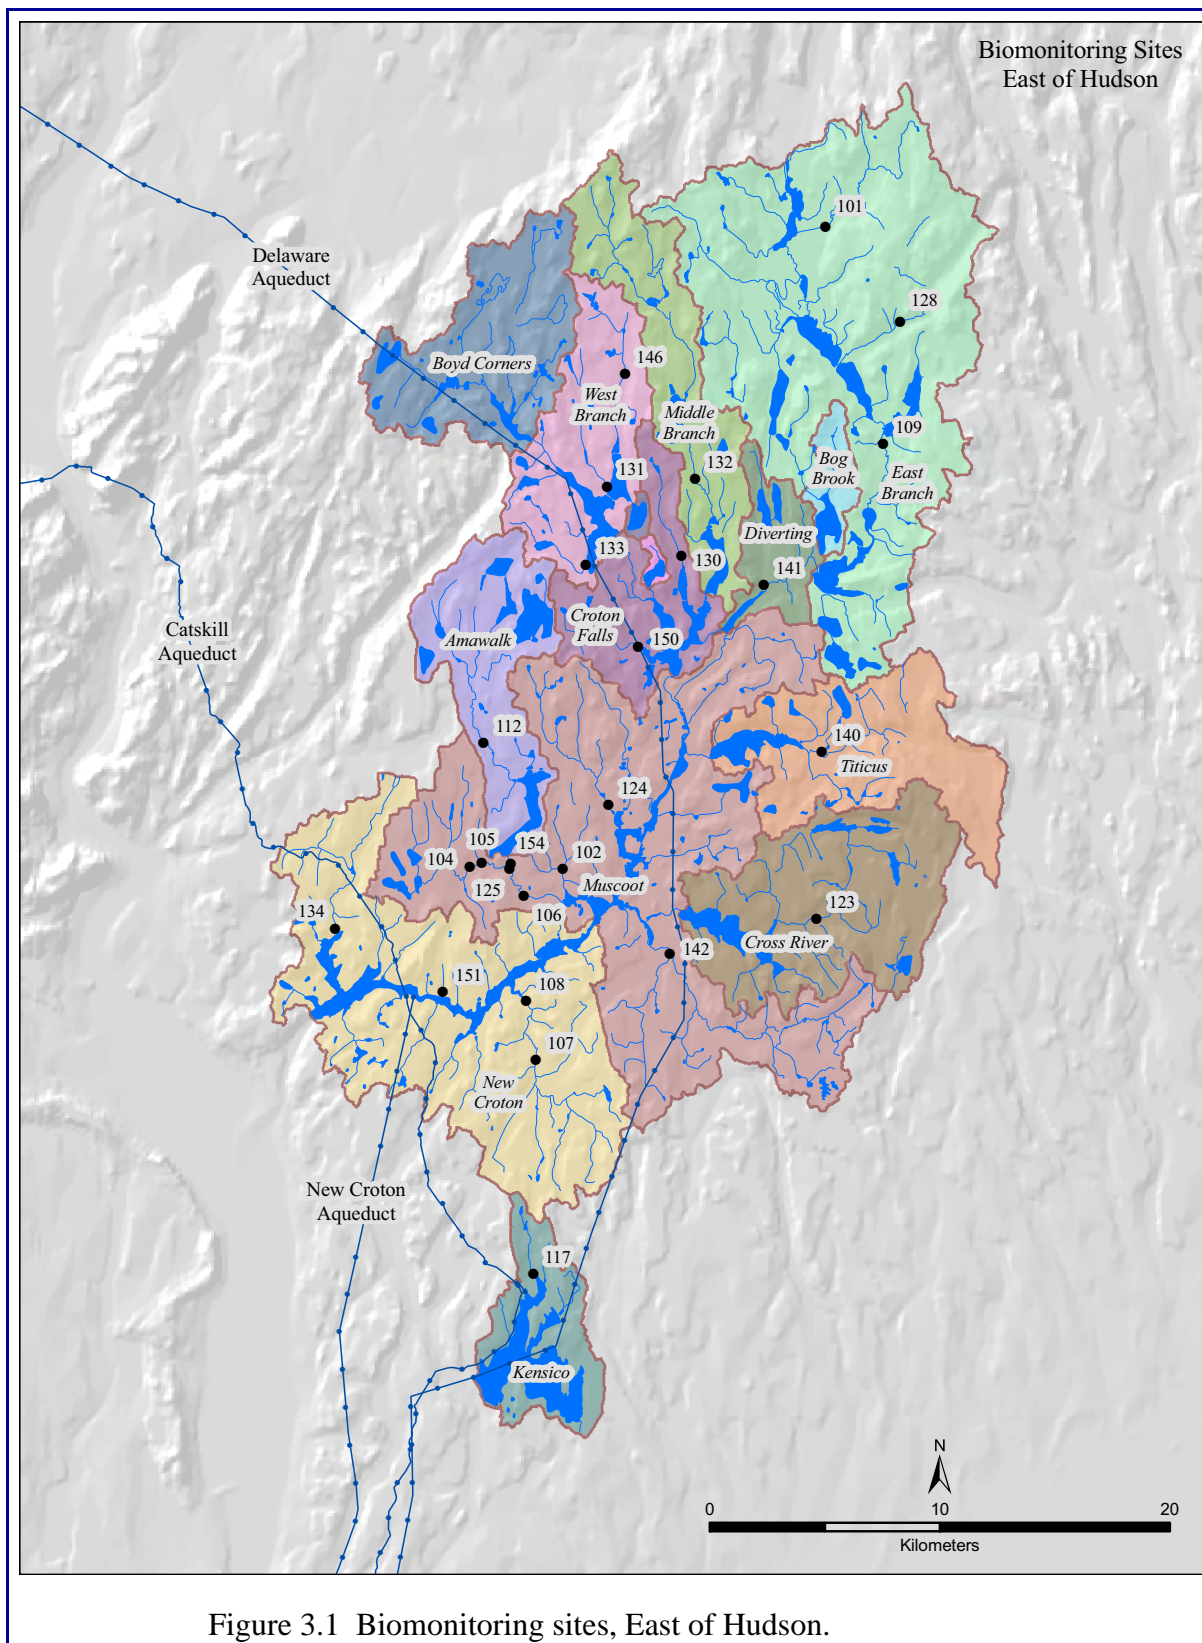 Biomonitoring Sites
East of Hudson
101
128
Delaware
Aqueduct
Boyd Corners
146
West
Branch
Middle
Branch
109
Bog
Brook
East
Branch
131
132
Diverting
133
130
141
Croton
Falls
Amawalk
150
Catskill
Aqueduct
112
140
Titicus
124
105
154
102
104
125
Muscoot
106
134
123
Cross River
142
151
108
107
New
Croton
New Croton
Aqueduct
117
Kensico
N
0 10 20
Kilometers
Figure 3.1 Biomonitoring sites, East of Hudson.